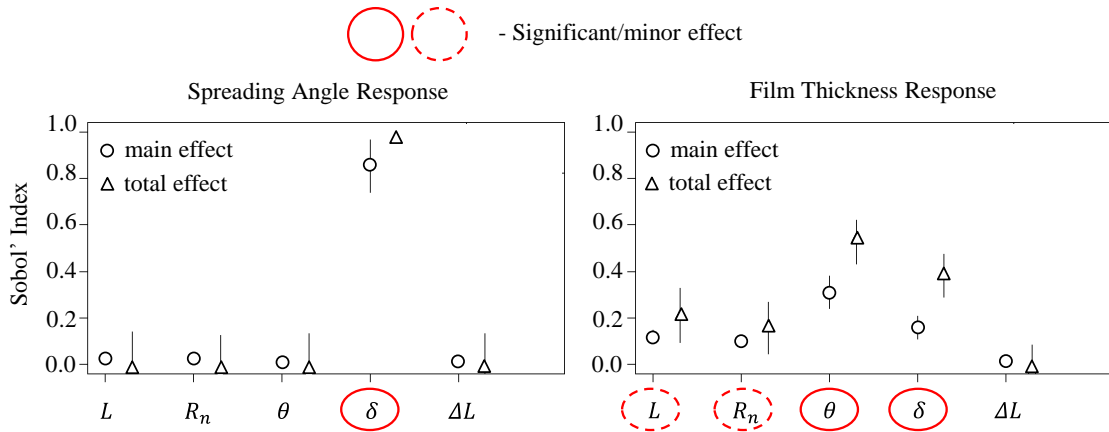 - Significant/minor effect
Spreading Angle Response
Film Thickness Response
Sobol’ Index
1.0
0.8
0.6
0.4
0.2
0.0
main effect
total effect
L
Rₙ
θ
δ
ΔL
1.0
0.8
0.6
0.4
0.2
0.0
main effect
total effect
L
Rₙ
θ
δ
ΔL